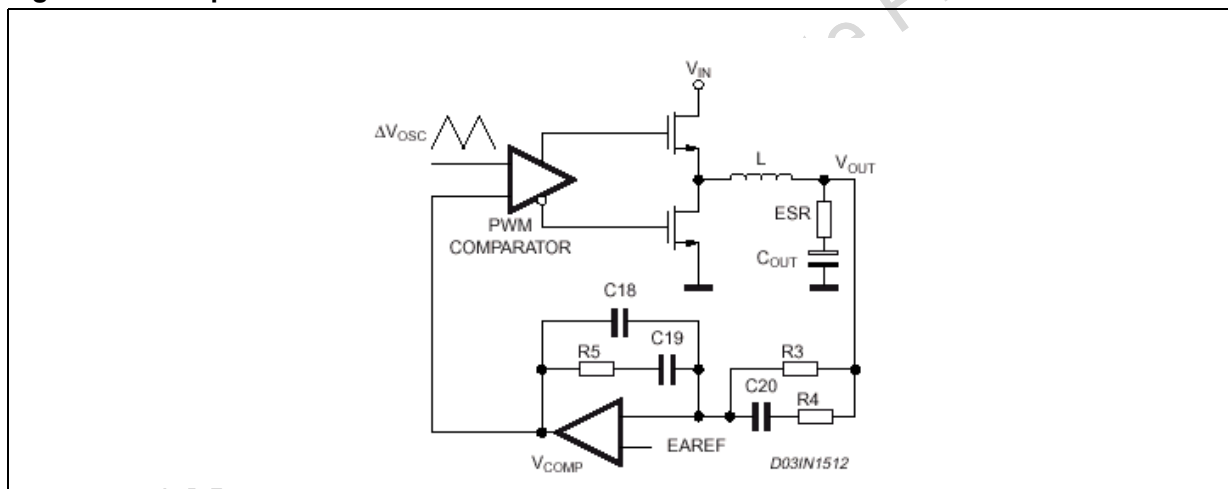 V_IN
ΔV_OSC
L
V_OUT
ESR
PWM
COMPARATOR
C_OUT
C18
C19
R5
R3
C20
R4
EAREF
V_COMP
D03IN1512